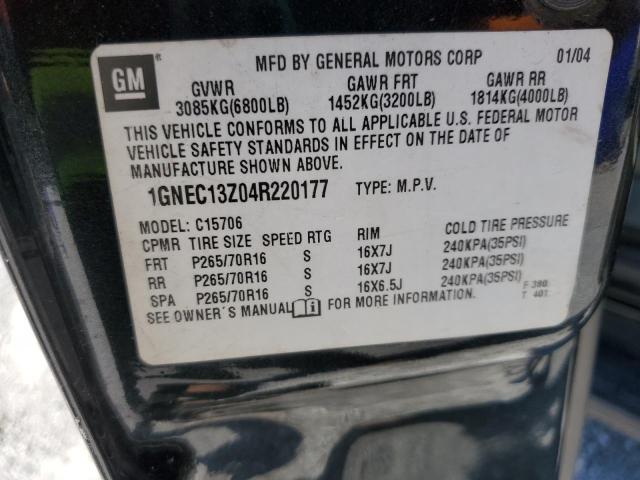 GM
MFD BY GENERAL MOTORS CORP 01/04
GVWR GAWR FRT GAWR RR
3085KG(6800LB) 1452KG(3200LB) 1814KG(4000LB)
THIS VEHICLE CONFORMS TO ALL APPLICABLE U.S. FEDERAL MOTOR
VEHICLE SAFETY STANDARDS IN EFFECT ON THE DATE OF
MANUFACTURE SHOWN ABOVE.
1GNEC13Z04R220177 TYPE: M.P.V.
MODEL: C15706
CPMR TIRE SIZE SPEED RTG RIM COLD TIRE PRESSURE
FRT P265/70R16 S 16X7J 240KPA(35PSI)
RR P265/70R16 S 16X7J 240KPA(35PSI)
SPA P265/70R16 S 16X6.5J 240KPA(35PSI)
SEE OWNER'S MANUAL FOR MORE INFORMATION.
F 380.
T 407.